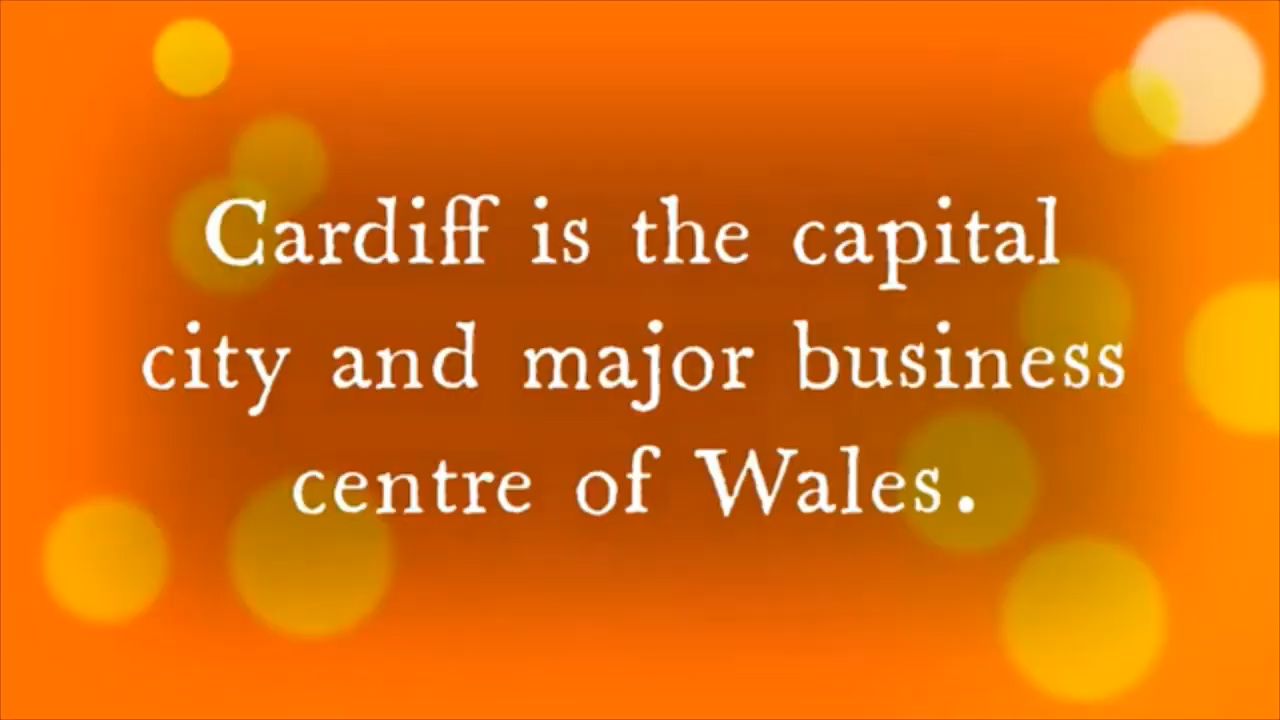 Cardiff is the capital
city and major business
centre of Wales.